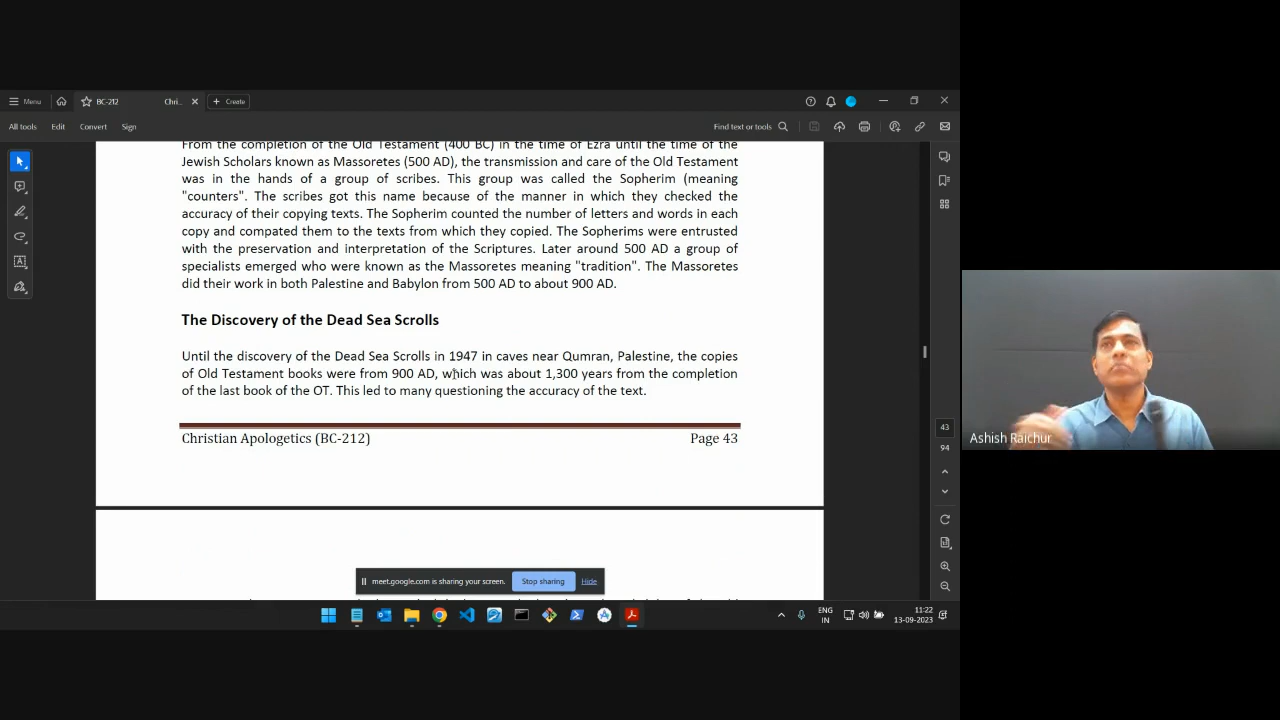 Menu
BC-212
Chri...
Create
All tools
Edit
Convert
Sign
Find text or tools
From the completion of the Old Testament (400 BC) in the time of Ezra until the time of the
Jewish Scholars known as Massoretes (500 AD), the transmission and care of the Old Testament
was in the hands of a group of scribes. This group was called the Sopherim (meaning
"counters". The scribes got this name because of the manner in which they checked the
accuracy of their copying texts. The Sopherim counted the number of letters and words in each
copy and compated them to the texts from which they copied. The Sopherims were entrusted
with the preservation and interpretation of the Scriptures. Later around 500 AD a group of
specialists emerged who were known as the Massoretes meaning "tradition". The Massoretes
did their work in both Palestine and Babylon from 500 AD to about 900 AD.
The Discovery of the Dead Sea Scrolls
Until the discovery of the Dead Sea Scrolls in 1947 in caves near Qumran, Palestine, the copies
of Old Testament books were from 900 AD, which was about 1,300 years from the completion
of the last book of the OT. This led to many questioning the accuracy of the text.
Christian Apologetics (BC-212)
Page 43
43
94
Ashish Raichur
meet.google.com is sharing your screen.
Stop sharing
Hide
ENG
IN
11:22
13-09-2023